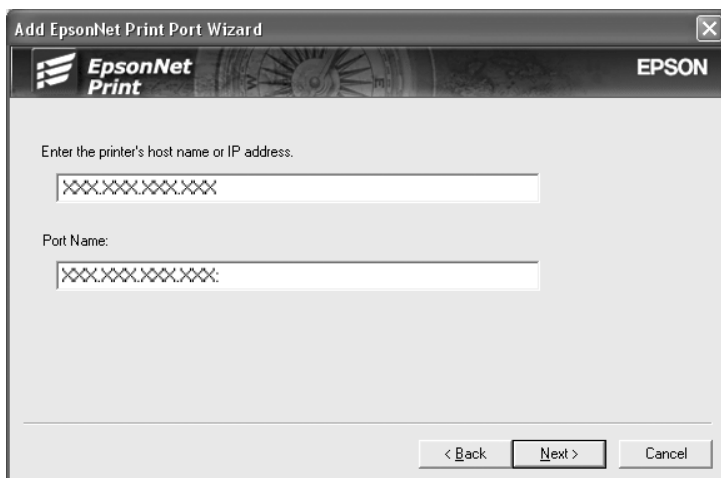 Add EpsonNet Print Port Wizard
EpsonNet
Print
EPSON
W
E
Enter the printer's host name or IP address.
XXX.XXX.XXX.XXX
Port Name:
XXX.XXX.XXX.XXX:
< Back
Next >
Cancel